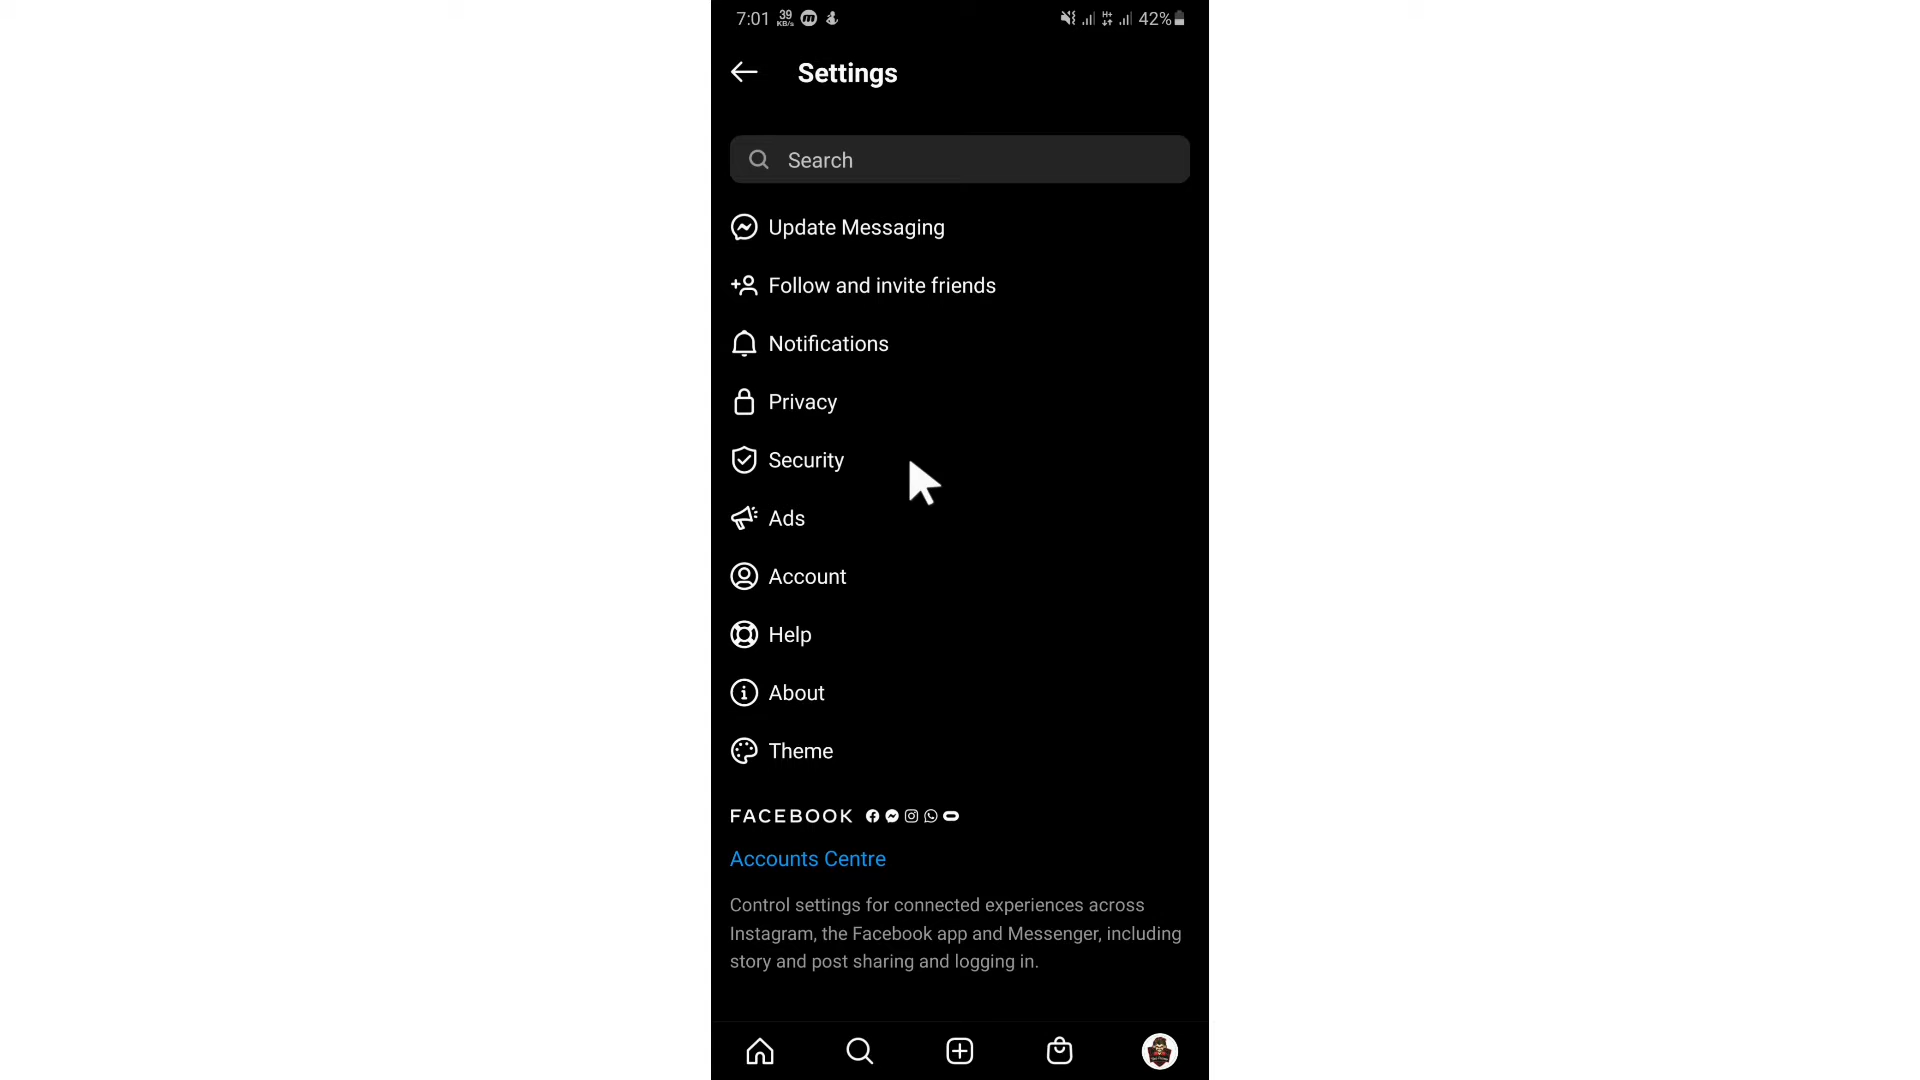 7:01 39 KB/s H+ 42%
Settings
Search
Update Messaging
Follow and invite friends
Notifications
Privacy
Security
Ads
Account
Help
About
Theme
FACEBOOK
Accounts Centre
Control settings for connected experiences across
Instagram, the Facebook app and Messenger, including
story and post sharing and logging in.